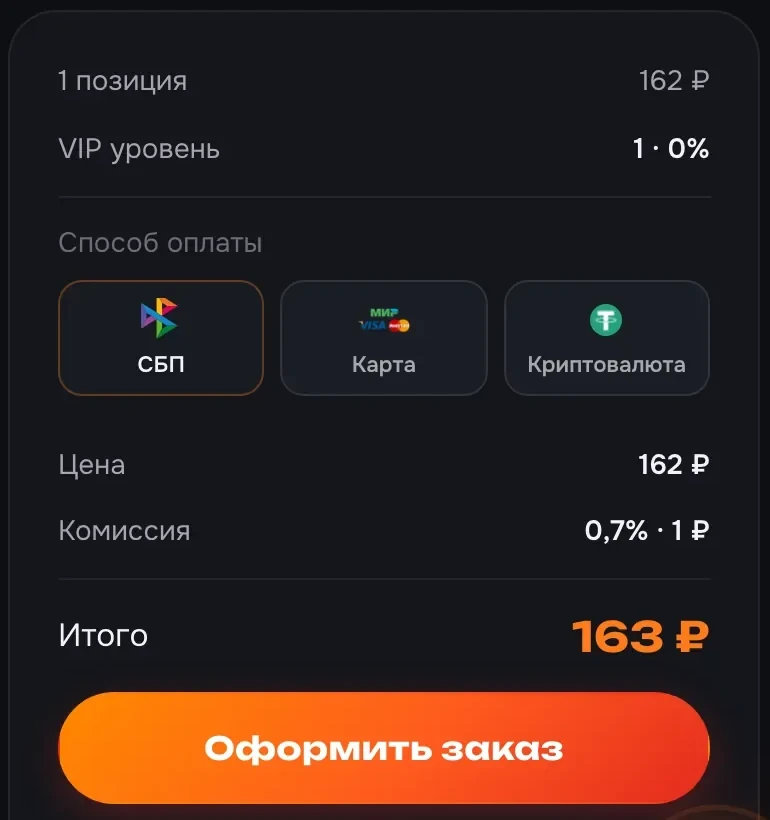 1 позиция 162 ₽
VIP уровень 1 · 0%
Способ оплаты
МИР
VISA
СБП Карта Криптовалюта
Цена 162 ₽
Комиссия 0,7% · 1 ₽
Итого 163 ₽
Оформить заказ